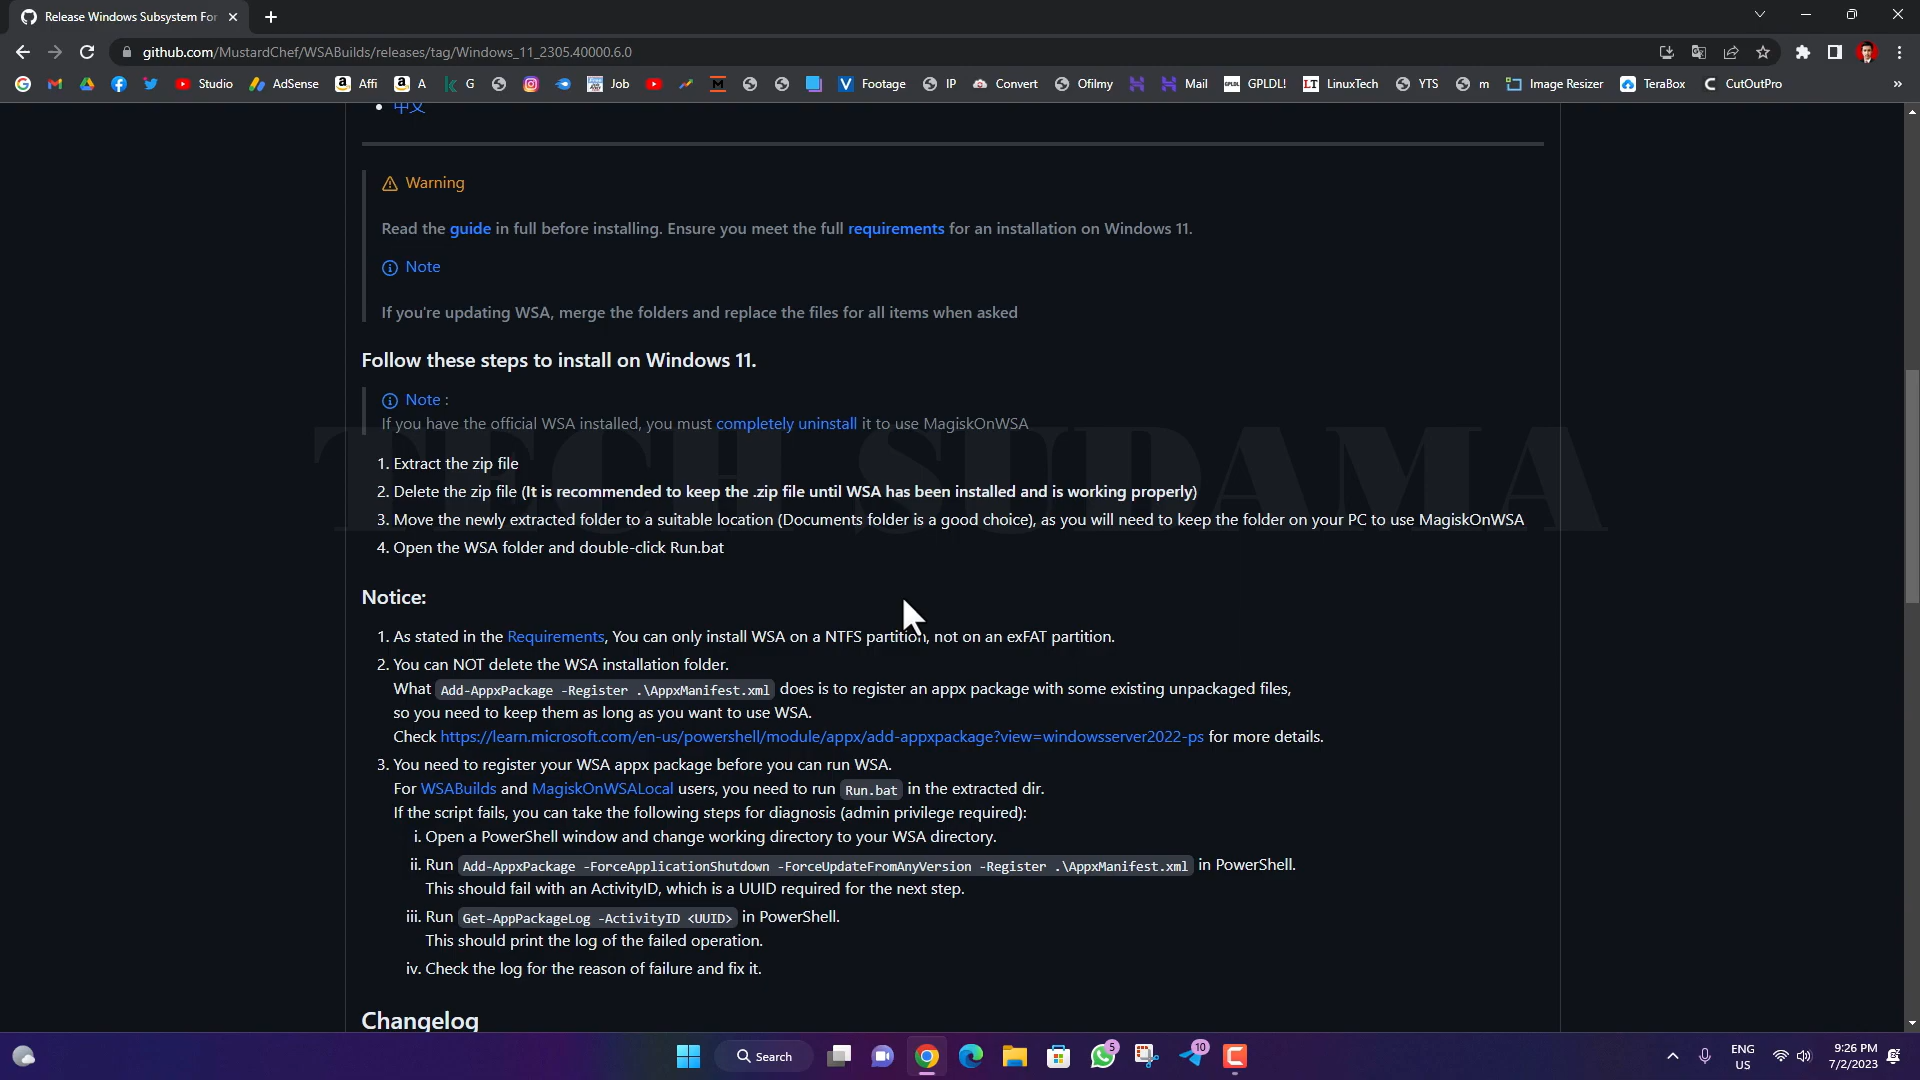 Release Windows Subsystem For
github.com/MustardChef/WSABuilds/releases/tag/Windows_11_2305.40000.6.0
Studio AdSense Affi A G Job Footage IP Convert Ofilmy Mail GPLDL! LinuxTech YTS m Image Resizer TeraBox CutOutPro »
中文
Warning
Read the guide in full before installing. Ensure you meet the full requirements for an installation on Windows 11.
Note
If you're updating WSA, merge the folders and replace the files for all items when asked
Follow these steps to install on Windows 11.
Note :
If you have the official WSA installed, you must completely uninstall it to use MagiskOnWSA
TECH SUDAMA
1. Extract the zip file
2. Delete the zip file (It is recommended to keep the .zip file until WSA has been installed and is working properly)
3. Move the newly extracted folder to a suitable location (Documents folder is a good choice), as you will need to keep the folder on your PC to use MagiskOnWSA
4. Open the WSA folder and double-click Run.bat
Notice:
1. As stated in the Requirements, You can only install WSA on a NTFS partition, not on an exFAT partition.
2. You can NOT delete the WSA installation folder.
What Add-AppxPackage -Register .\AppxManifest.xml does is to register an appx package with some existing unpackaged files,
so you need to keep them as long as you want to use WSA.
Check https://learn.microsoft.com/en-us/powershell/module/appx/add-appxpackage?view=windowsserver2022-ps for more details.
3. You need to register your WSA appx package before you can run WSA.
For WSABuilds and MagiskOnWSALocal users, you need to run Run.bat in the extracted dir.
If the script fails, you can take the following steps for diagnosis (admin privilege required):
i. Open a PowerShell window and change working directory to your WSA directory.
ii. Run Add-AppxPackage -ForceApplicationShutdown -ForceUpdateFromAnyVersion -Register .\AppxManifest.xml in PowerShell.
This should fail with an ActivityID, which is a UUID required for the next step.
iii. Run Get-AppPackageLog -ActivityID <UUID> in PowerShell.
This should print the log of the failed operation.
iv. Check the log for the reason of failure and fix it.
Changelog
Search
5
10
ENG
US
9:26 PM
7/2/2023